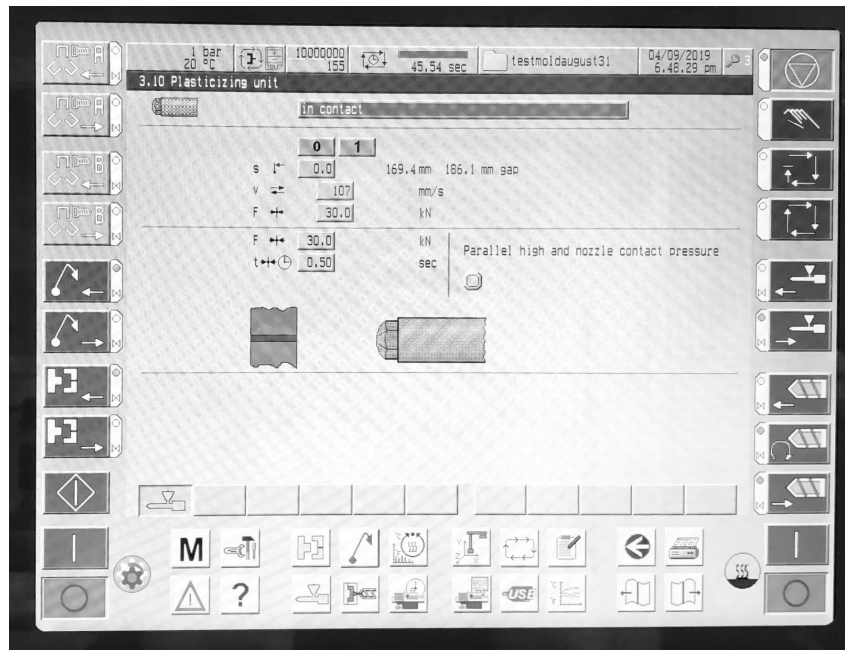 1 bar
20 °C
10000000
155
45.54 sec
testmoldaugust31
04/09/2019
6.48.29 pm
3
3.10 Plasticizing unit
in contact
0 1
s 0.0 169.4 mm 186.1 mm gap
v 107 mm/s
F 30.0 kN
F 30.0 kN
Parallel high and nozzle contact pressure
t 0.50 sec
A
A
B
B
M
?
USB